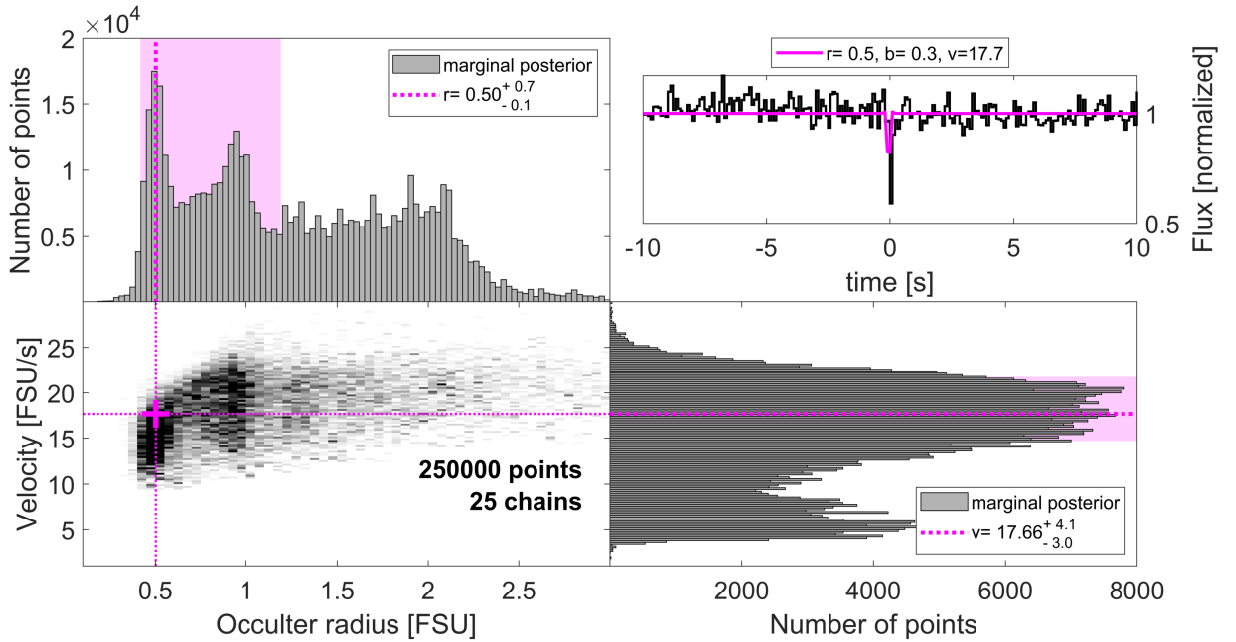 ×10⁴
2
1.5
1
0.5
Number of points
marginal posterior
r= 0.50 + 0.7 - 0.1
r= 0.5, b= 0.3, v=17.7
1
0.5
Flux [normalized]
-10 -5 0 5 10
time [s]
25
20
15
10
5
Velocity [FSU/s]
250000 points
25 chains
0.5 1 1.5 2 2.5
Occulter radius [FSU]
marginal posterior
v= 17.66 + 4.1 - 3.0
2000 4000 6000 8000
Number of points